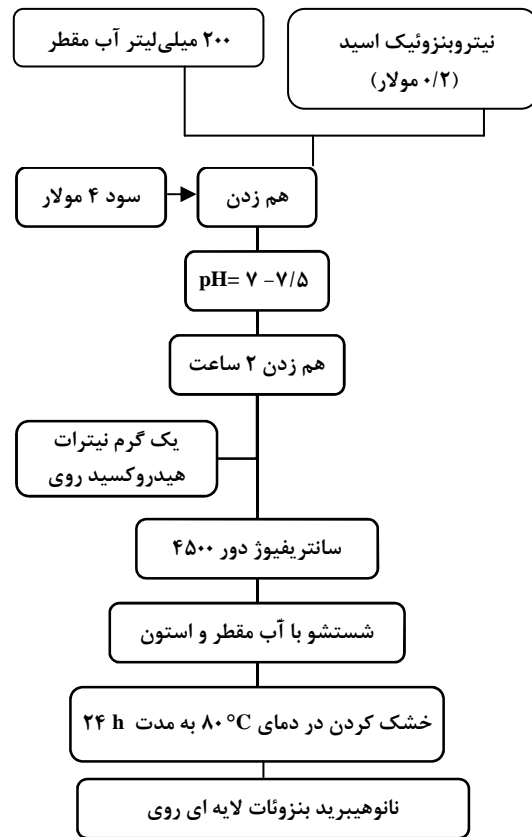 نیتروبنزوئیک اسید
(۰/۲ مولار)
۲۰۰ میلی‌لیتر آب مقطر
هم زدن
سود ۴ مولار
pH= ۷ –۷/۵
هم زدن ۲ ساعت
یک گرم نیترات
هیدروکسید روی
سانتریفیوژ دور ۴۵۰۰
شستشو با آب مقطر و استون
خشک کردن در دمای ۸۰ °C به مدت ۲۴ h
نانوهیبرید بنزوئات لایه ای روی